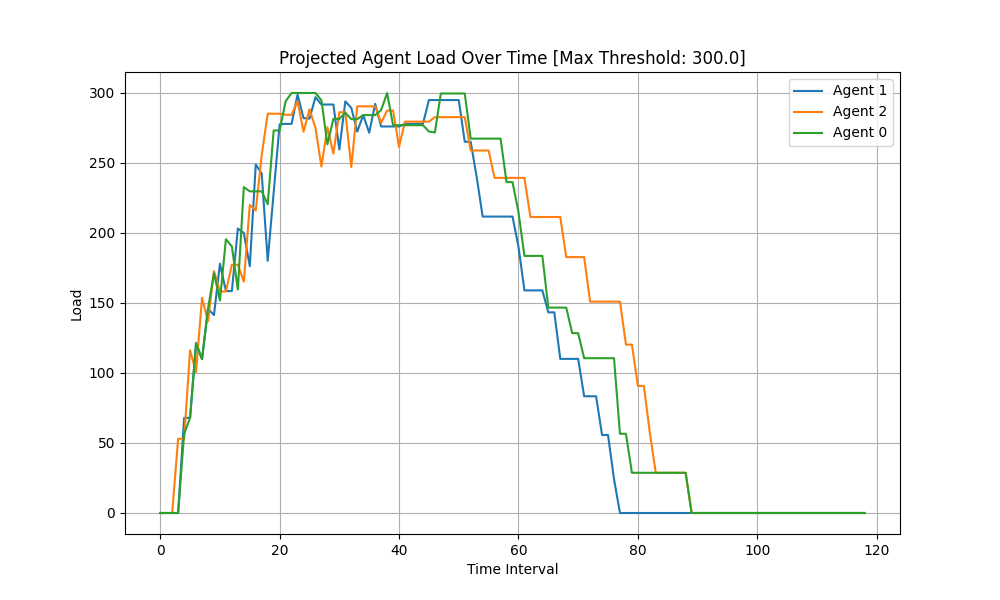 Projected Agent Load Over Time [Max Threshold: 300.0]
Agent 1
Agent 2
Agent 0
Load
300
250
200
150
100
50
0
0 20 40 60 80 100 120
Time Interval